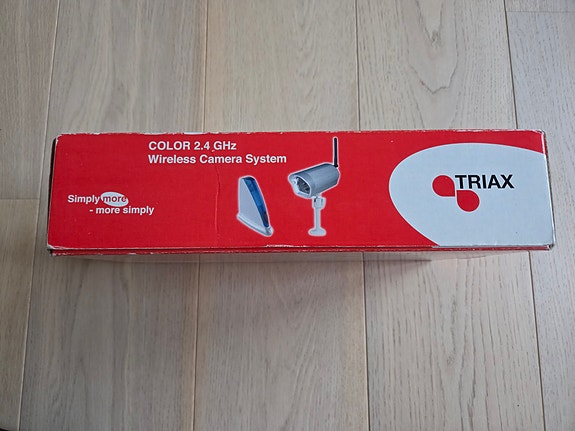 COLOR 2.4 GHz
Wireless Camera System
Simply more
- more simply
TRIAX